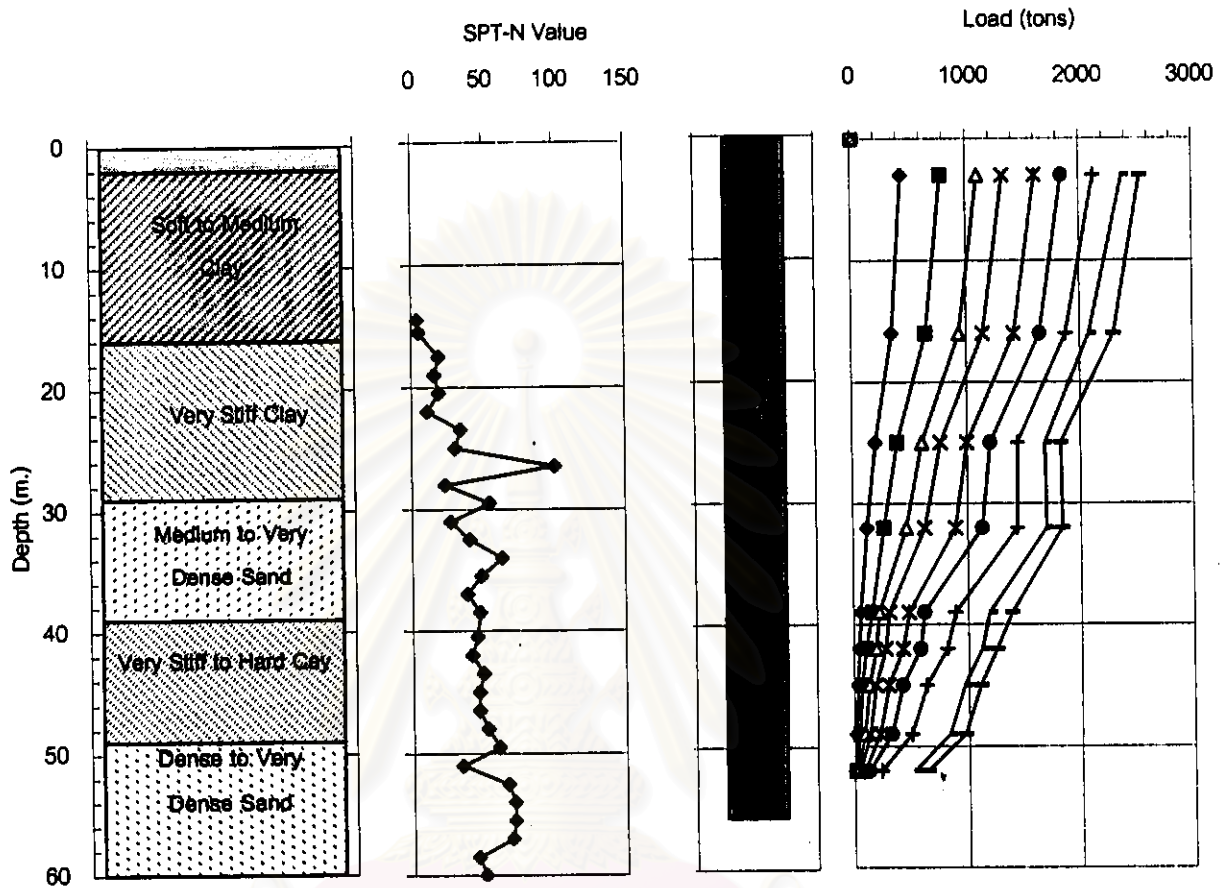 SPT-N Value
Load (tons)
0 50 100 150
0 1000 2000 3000
0
10
20
30
40
50
60
Depth (m.)
Soft to Medium
Clay
Very Stiff Clay
Medium to Very
Dense Sand
Very Stiff to Hard Cay
Dense to Very
Dense Sand